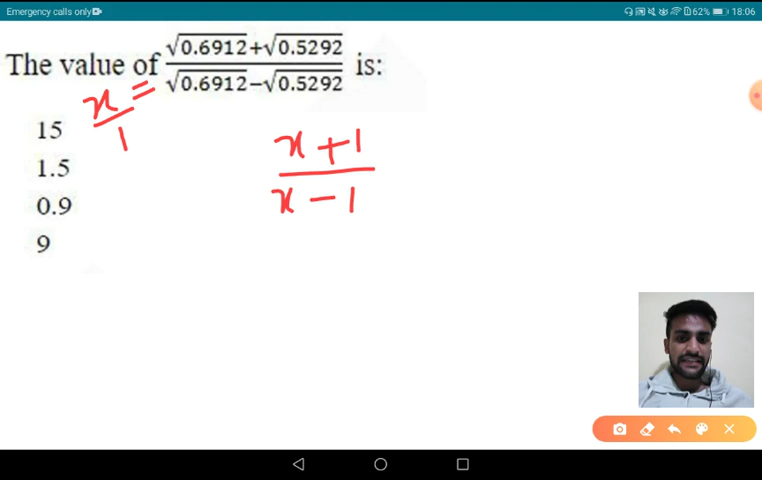 Emergency calls only 62% 18:06
The value of √0.6912+√0.5292 / √0.6912−√0.5292 is:
x/1 =
15
1.5
0.9
9
x + 1
x − 1